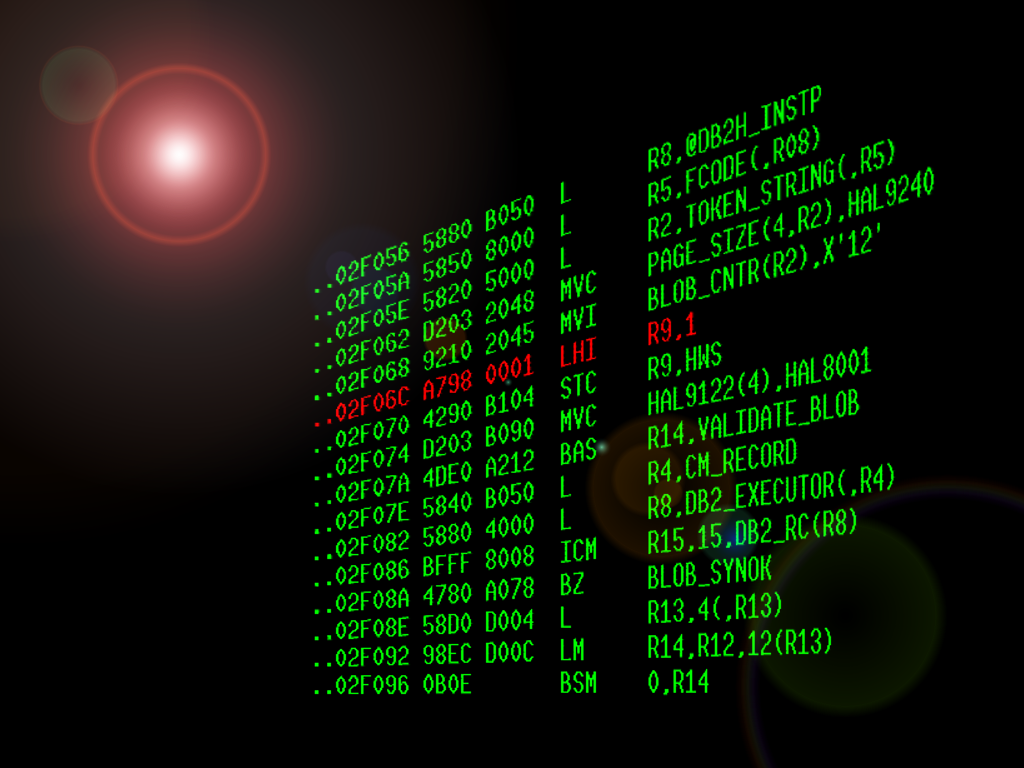 ..02F056 5880 B050 L R8,@DB2H_INSTP
..02F05A 5850 8000 L R5,FCODE(,R08)
..02F05E 5820 5000 L R2,TOKEN_STRING(,R5)
..02F062 D203 2048 MVC PAGE_SIZE(4,R2),HAL9240
..02F068 9210 2045 MVI BLOB_CNTR(R2),X'12'
..02F06C A798 0001 LHI R9,1
..02F070 4290 B104 STC R9,HWS
..02F074 D203 B090 MVC HAL9122(4),HAL8001
..02F07A 4DE0 A212 BAS R14,VALIDATE_BLOB
..02F07E 5840 B050 L R4,CM_RECORD
..02F082 5880 4000 L R8,DB2_EXECUTOR(,R4)
..02F086 BFFF 8008 ICM R15,15,DB2_RC(R8)
..02F08A 4780 A078 BZ BLOB_SYNOK
..02F08E 58D0 D004 L R13,4(,R13)
..02F092 98EC D00C LM R14,R12,12(R13)
..02F096 0B0E BSM 0,R14